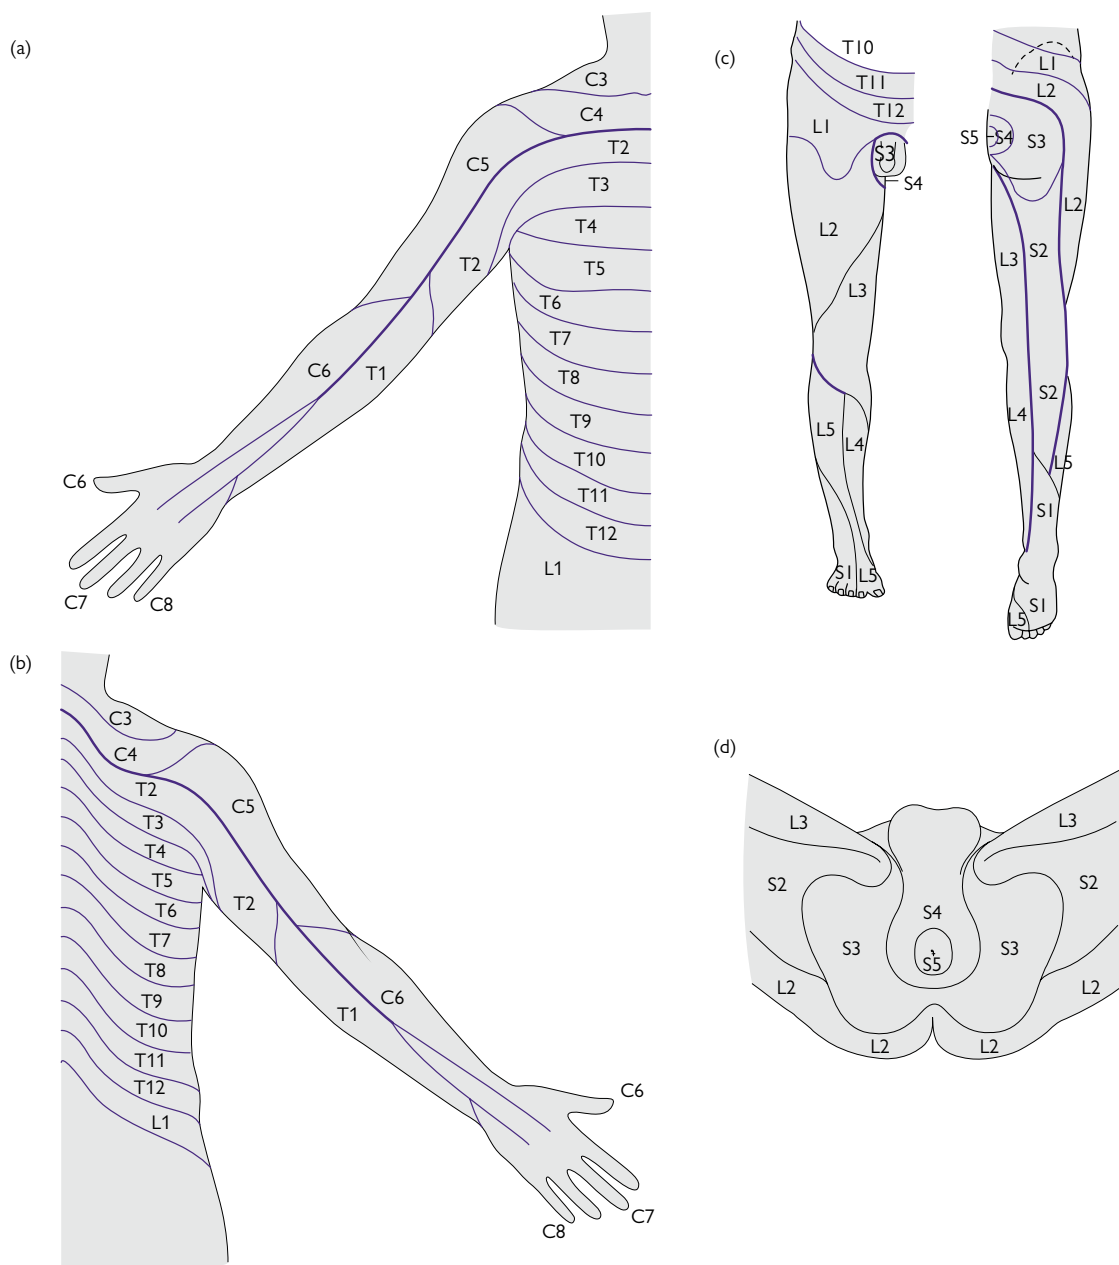 (a)
C3
C4
T2
C5
T3
T4
T2
T5
T6
T7
C6
T1
T8
T9
T10
C6
T11
T12
L1
C7
C8
(b)
C3
C4
T2
C5
T3
T4
T5
T2
T6
T7
T8
C6
T9
T1
T10
T11
T12
L1
C6
C7
C8
(c)
T10
T11
T12
L1
S3
S4
L2
L3
L5
L4
S1
L5
L1
L2
S5
S4
S3
L2
S2
L3
S2
L4
L5
S1
S1
L5
(d)
L3
L3
S2
S2
S4
S3
S3
S5
L2
L2
L2
L2